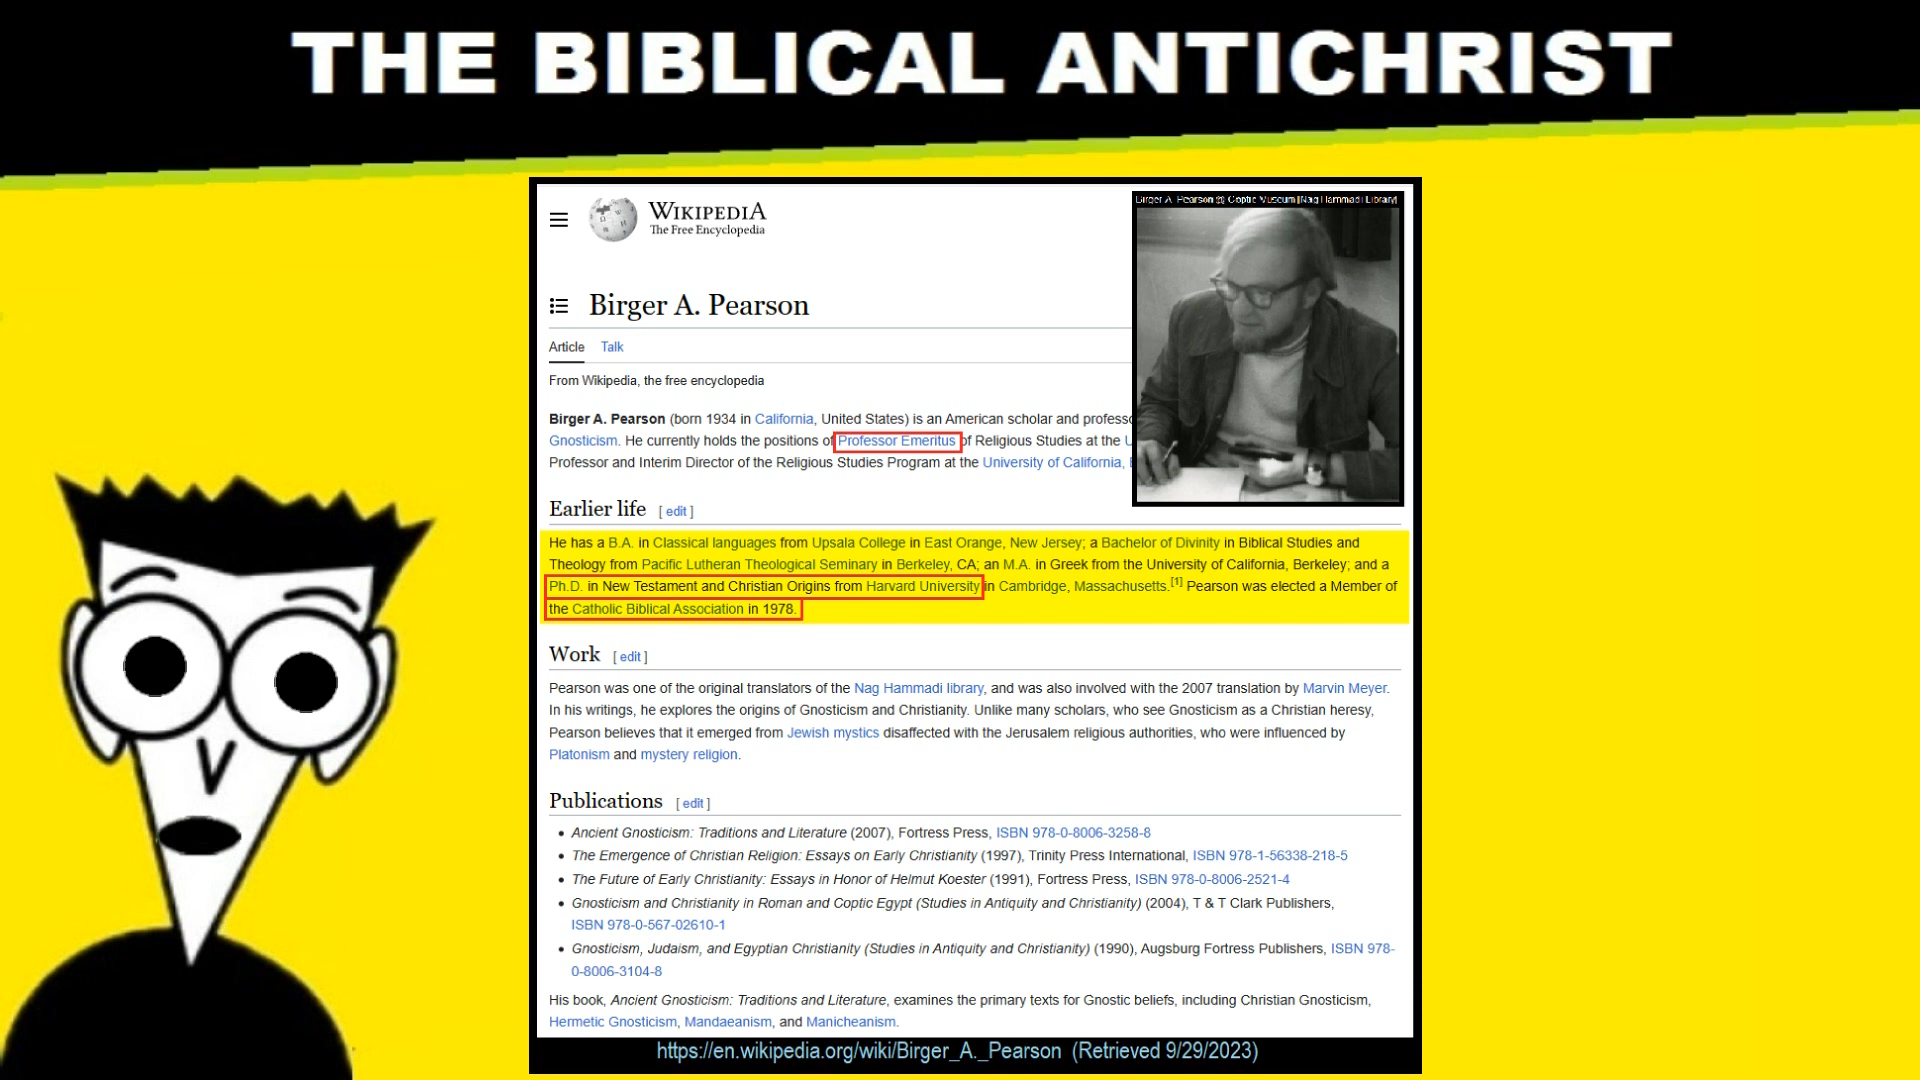 THE BIBLICAL ANTICHRIST
WIKIPEDIA
The Free Encyclopedia
Birger A. Pearson @ Coptic Museum [Nag Hammadi Library]
Birger A. Pearson
Article Talk
From Wikipedia, the free encyclopedia
Birger A. Pearson (born 1934 in California, United States) is an American scholar and professo
Gnosticism. He currently holds the positions of Professor Emeritus of Religious Studies at the U
Professor and Interim Director of the Religious Studies Program at the University of California,
Earlier life [ edit ]
He has a B.A. in Classical languages from Upsala College in East Orange, New Jersey; a Bachelor of Divinity in Biblical Studies and
Theology from Pacific Lutheran Theological Seminary in Berkeley, CA; an M.A. in Greek from the University of California, Berkeley; and a
Ph.D. in New Testament and Christian Origins from Harvard University in Cambridge, Massachusetts.[1] Pearson was elected a Member of
the Catholic Biblical Association in 1978.
Work [ edit ]
Pearson was one of the original translators of the Nag Hammadi library, and was also involved with the 2007 translation by Marvin Meyer.
In his writings, he explores the origins of Gnosticism and Christianity. Unlike many scholars, who see Gnosticism as a Christian heresy,
Pearson believes that it emerged from Jewish mystics disaffected with the Jerusalem religious authorities, who were influenced by
Platonism and mystery religion.
Publications [ edit ]
• Ancient Gnosticism: Traditions and Literature (2007), Fortress Press, ISBN 978-0-8006-3258-8
• The Emergence of Christian Religion: Essays on Early Christianity (1997), Trinity Press International, ISBN 978-1-56338-218-5
• The Future of Early Christianity: Essays in Honor of Helmut Koester (1991), Fortress Press, ISBN 978-0-8006-2521-4
• Gnosticism and Christianity in Roman and Coptic Egypt (Studies in Antiquity and Christianity) (2004), T & T Clark Publishers,
ISBN 978-0-567-02610-1
• Gnosticism, Judaism, and Egyptian Christianity (Studies in Antiquity and Christianity) (1990), Augsburg Fortress Publishers, ISBN 978-
0-8006-3104-8
His book, Ancient Gnosticism: Traditions and Literature, examines the primary texts for Gnostic beliefs, including Christian Gnosticism,
Hermetic Gnosticism, Mandaeanism, and Manicheanism.
https://en.wikipedia.org/wiki/Birger_A._Pearson (Retrieved 9/29/2023)